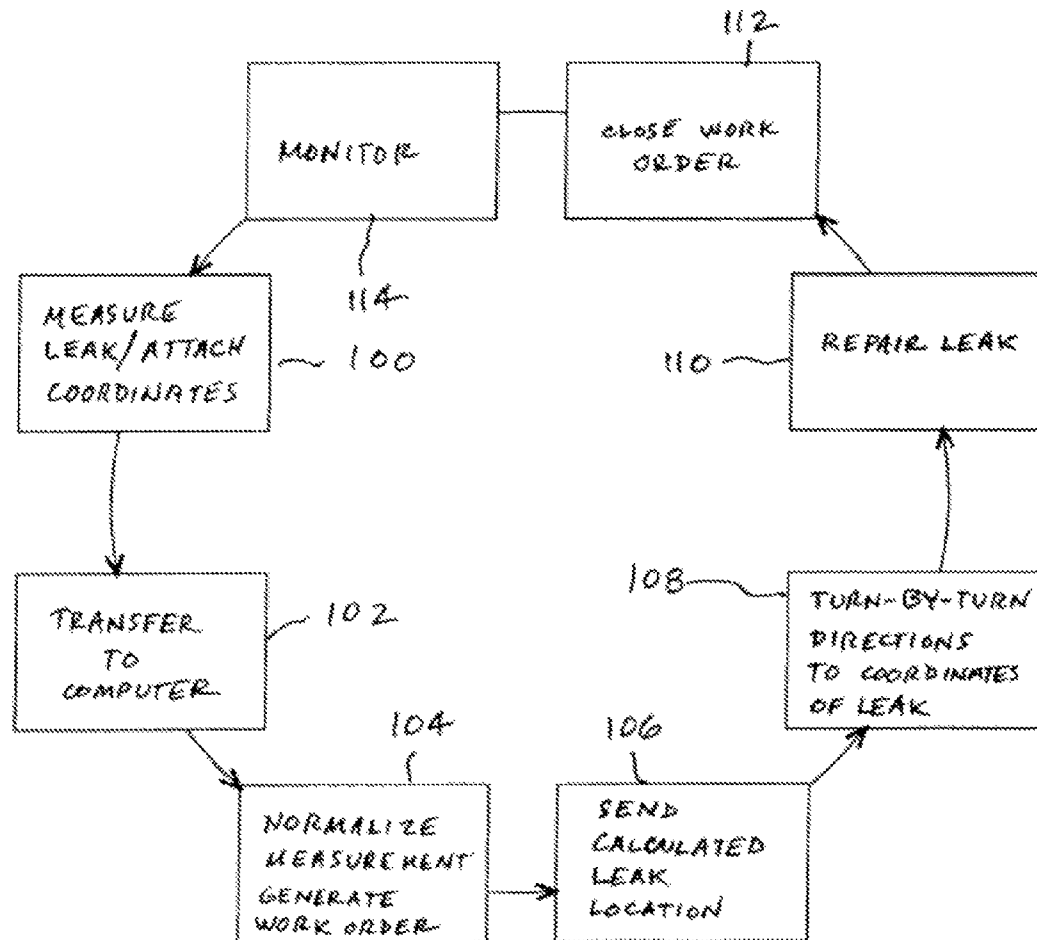 112
MONITOR
CLOSE WORK
ORDER
114
MEASURE
LEAK/ATTACH
COORDINATES
100
110
REPAIR LEAK
TRANSFER
TO
COMPUTER
102
108
TURN-BY-TURN
DIRECTIONS
TO COORDINATES
OF LEAK
104
106
NORMALIZE
MEASUREMENT
GENERATE
WORK ORDER
SEND
CALCULATED
LEAK
LOCATION